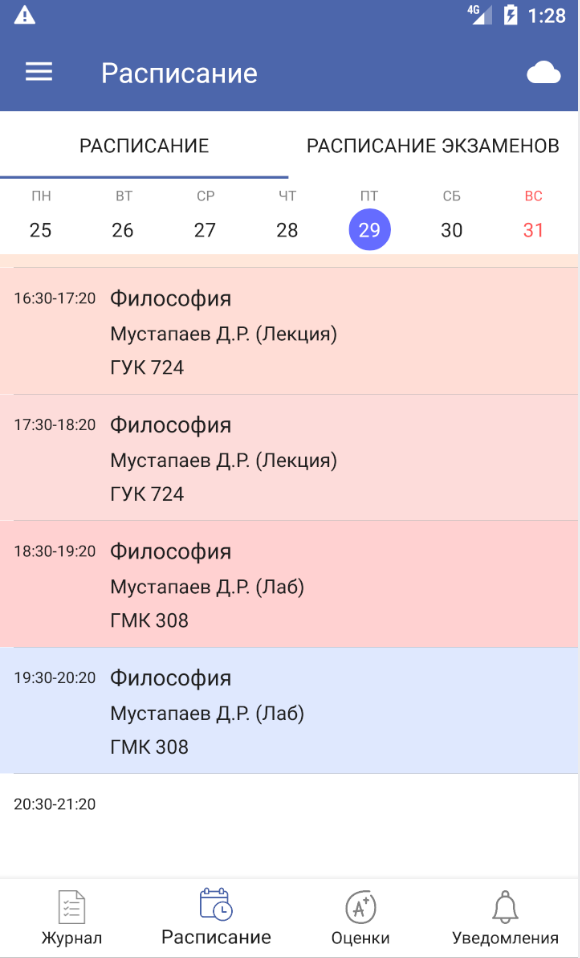 4G 1:28
Расписание
РАСПИСАНИЕ РАСПИСАНИЕ ЭКЗАМЕНОВ
ПН ВТ СР ЧТ ПТ СБ ВС
25 26 27 28 29 30 31
16:30-17:20 Философия
Мустапаев Д.Р. (Лекция)
ГУК 724
17:30-18:20 Философия
Мустапаев Д.Р. (Лекция)
ГУК 724
18:30-19:20 Философия
Мустапаев Д.Р. (Лаб)
ГМК 308
19:30-20:20 Философия
Мустапаев Д.Р. (Лаб)
ГМК 308
20:30-21:20
A+
Журнал Расписание Оценки Уведомления